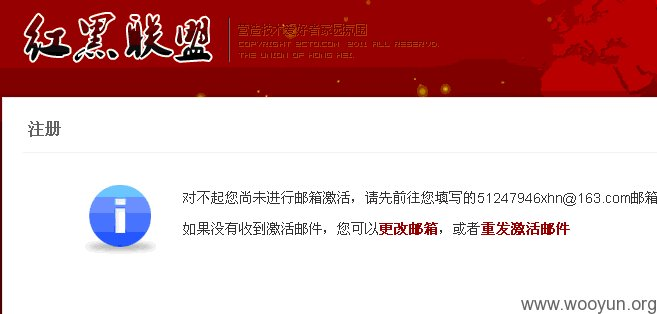 红黑联盟
营造技术爱好者家园氛围
COPYRIGHT 2CTO.COM 2011 ALL RESERVO.
THE UNION OF HONG HEI.
注册
对不起您尚未进行邮箱激活，请先前往您填写的51247946xhn@163.com邮箱
如果没有收到激活邮件，您可以更改邮箱，或者重发激活邮件
www.wooyun.org